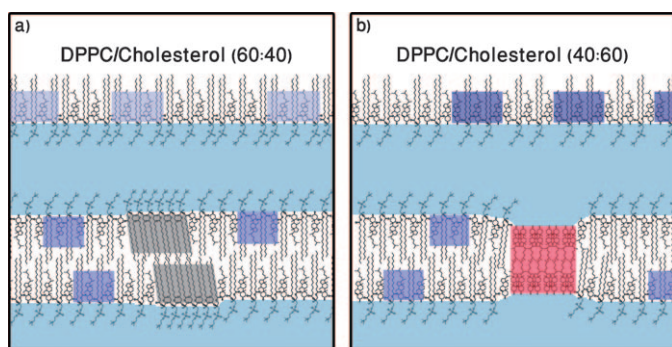 a)
DPPC/Cholesterol (60:40)
b)
DPPC/Cholesterol (40:60)